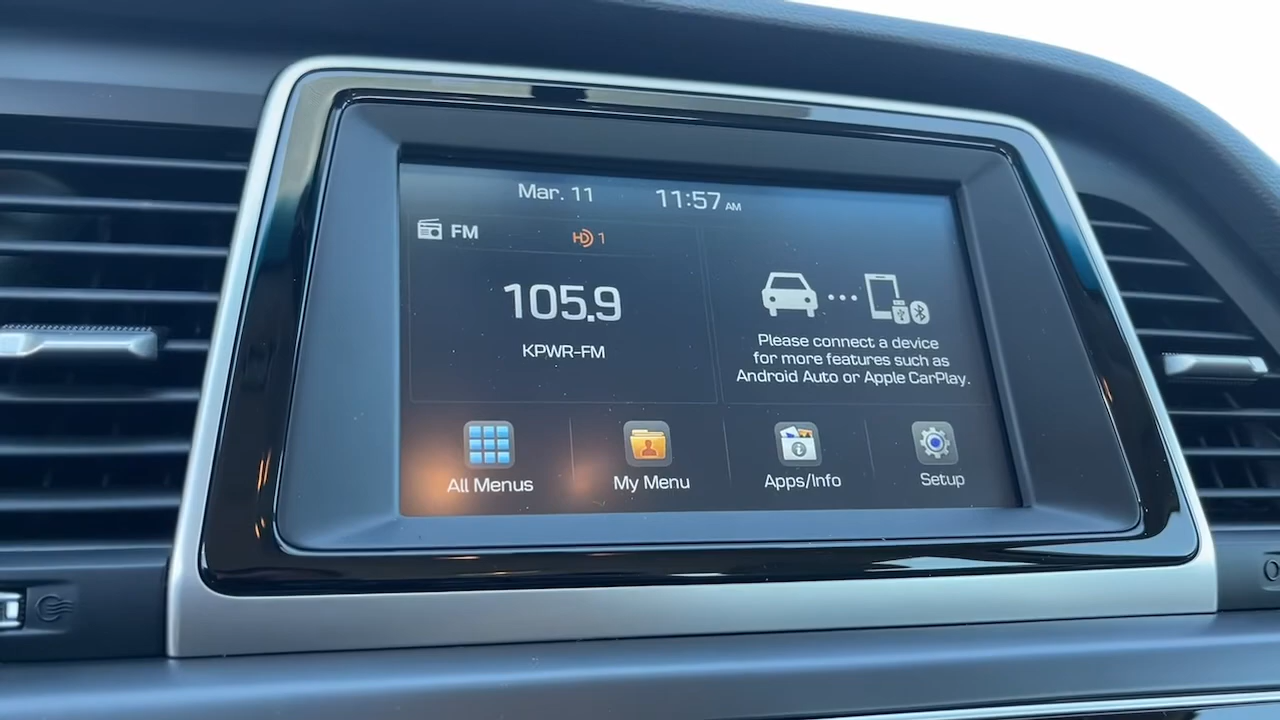 Mar. 11 11:57 AM
FM HD 1
105.9
KPWR-FM
Please connect a device
for more features such as
Android Auto or Apple CarPlay.
All Menus My Menu Apps/Info Setup